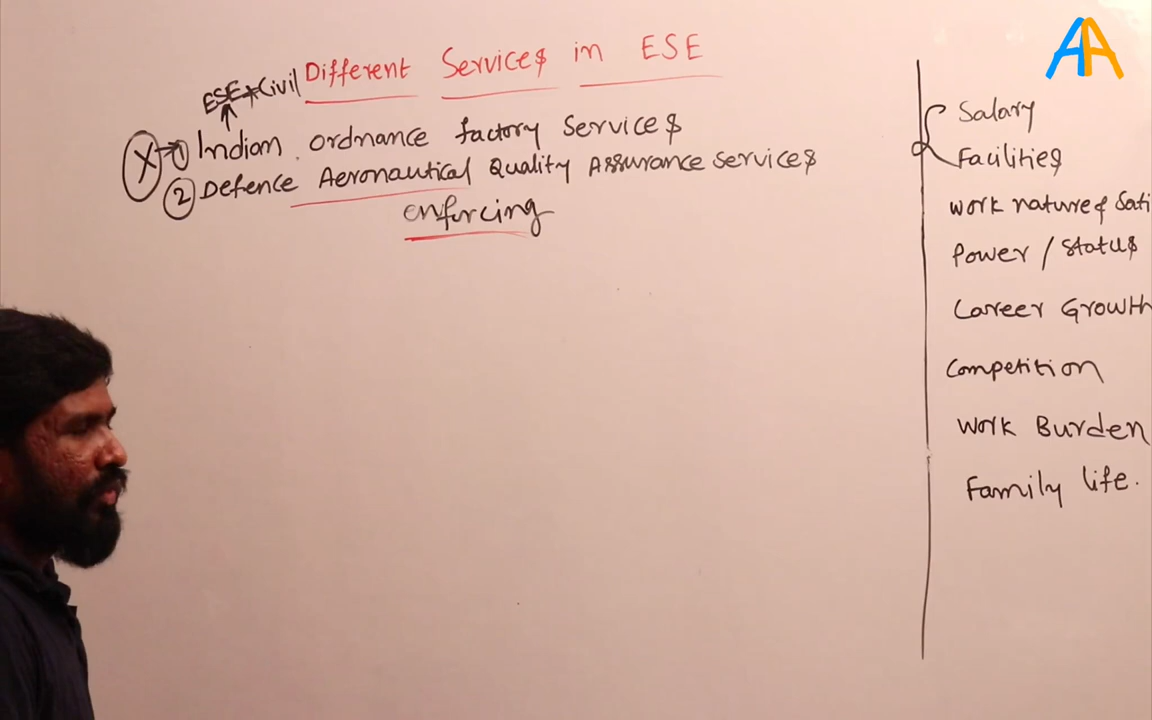 Different Services in ESE
ESE Civil
X → 1 Indian ordnance factory Services
2 Defence Aeronautical Quality Assurance services
enforcing
AA
Salary
Facilities
work nature & Sati
Power / Status
Career Growth
Competition
Work Burden
Family life.